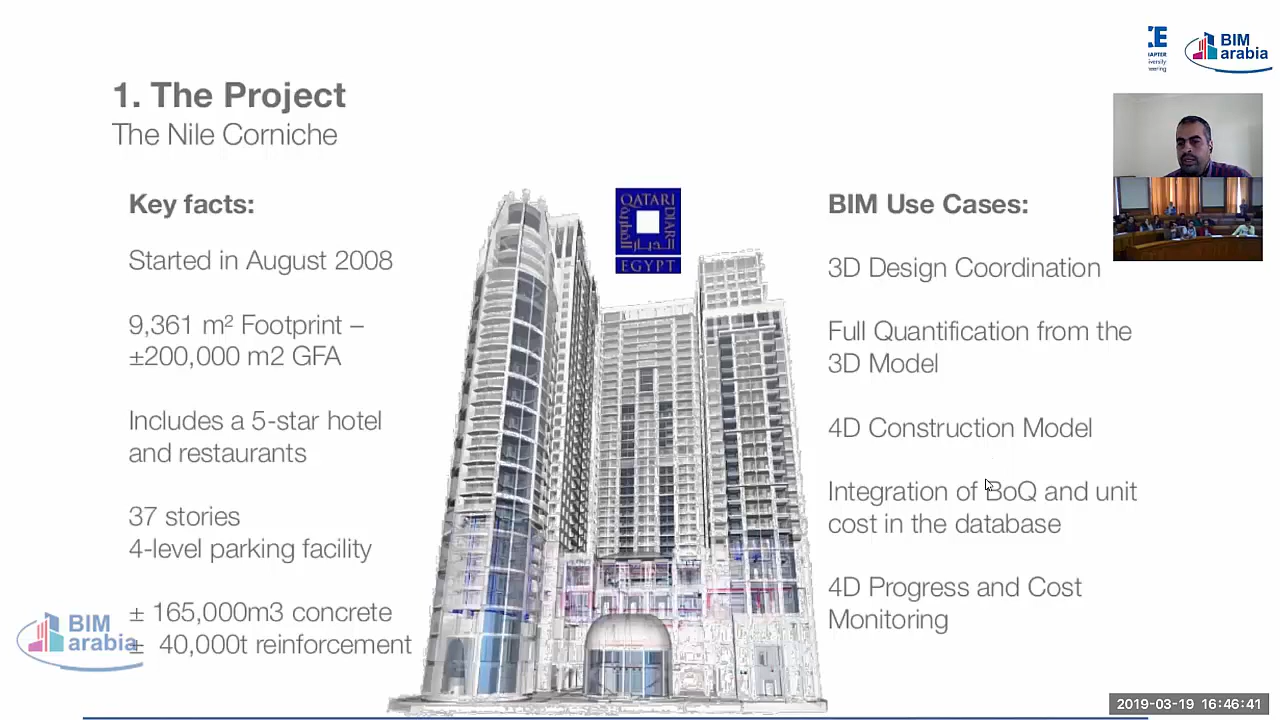 1. The Project
The Nile Corniche
Key facts:
Started in August 2008
9,361 m² Footprint –
±200,000 m2 GFA
Includes a 5-star hotel
and restaurants
37 stories
4-level parking facility
± 165,000m3 concrete
± 40,000t reinforcement
QATARI
DIAR
الديار
EGYPT
BIM Use Cases:
3D Design Coordination
Full Quantification from the
3D Model
4D Construction Model
Integration of BoQ and unit
cost in the database
4D Progress and Cost
Monitoring
BIM
arabia
BIM
arabia
2019-03-19 16:46:41